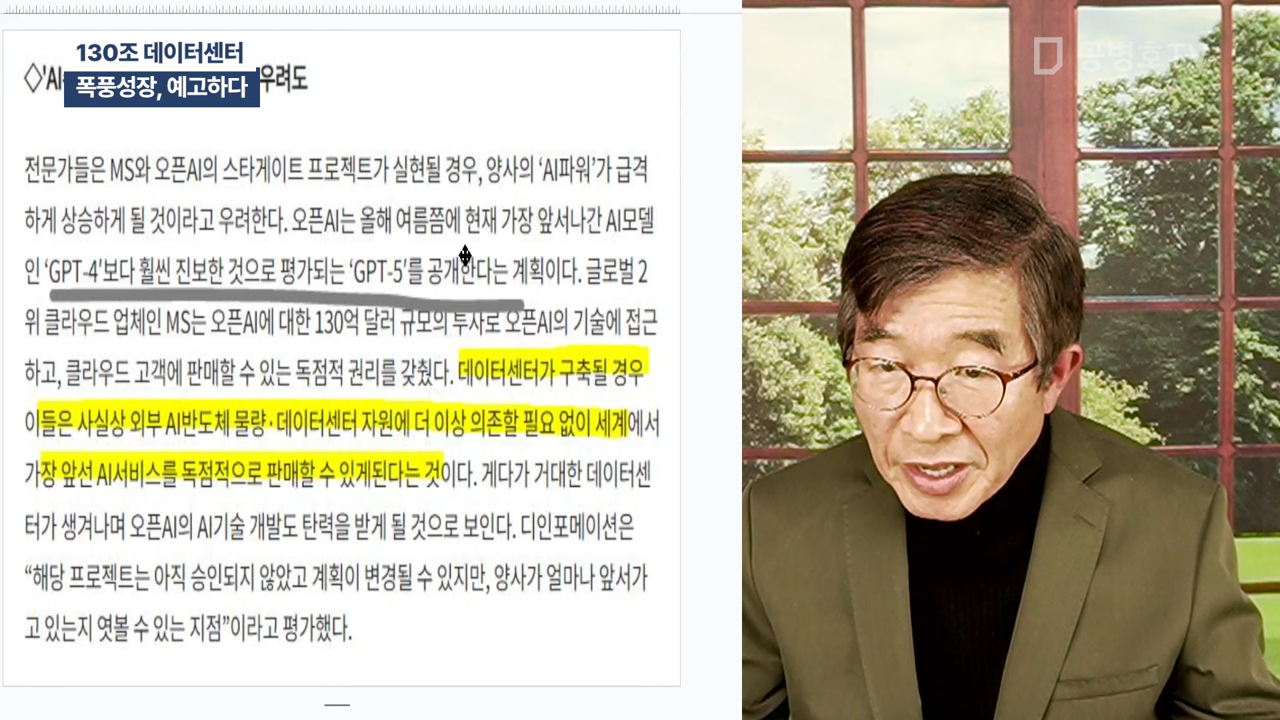 130조 데이터센터
폭풍성장, 예고하다
◇'AI 우려도
전문가들은 MS와 오픈AI의 스타게이트 프로젝트가 실현될 경우, 양사의 ‘AI파워’가 급격
하게 상승하게 될 것이라고 우려한다. 오픈AI는 올해 여름쯤에 현재 가장 앞서나간 AI모델
인 ‘GPT-4’보다 훨씬 진보한 것으로 평가되는 ‘GPT-5’를 공개한다는 계획이다. 글로벌 2
위 클라우드 업체인 MS는 오픈AI에 대한 130억 달러 규모의 투자로 오픈AI의 기술에 접근
하고, 클라우드 고객에 판매할 수 있는 독점적 권리를 갖췄다. 데이터센터가 구축될 경우
이들은 사실상 외부 AI반도체 물량·데이터센터 자원에 더 이상 의존할 필요 없이 세계에서
가장 앞선 AI서비스를 독점적으로 판매할 수 있게된다는 것이다. 게다가 거대한 데이터센
터가 생겨나며 오픈AI의 AI기술 개발도 탄력을 받게 될 것으로 보인다. 디인포메이션은
“해당 프로젝트는 아직 승인되지 않았고 계획이 변경될 수 있지만, 양사가 얼마나 앞서가
고 있는지 엿볼 수 있는 지점”이라고 평가했다.
공병호TV